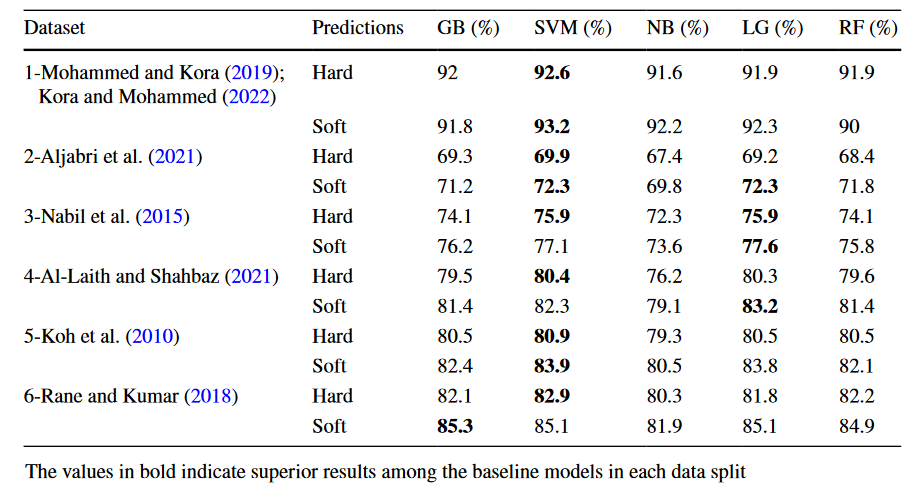 Dataset Predictions GB (%) SVM (%) NB (%) LG (%) RF (%)
1-Mohammed and Kora (2019); Hard 92 92.6 91.6 91.9 91.9
Kora and Mohammed (2022)
Soft 91.8 93.2 92.2 92.3 90
2-Aljabri et al. (2021) Hard 69.3 69.9 67.4 69.2 68.4
Soft 71.2 72.3 69.8 72.3 71.8
3-Nabil et al. (2015) Hard 74.1 75.9 72.3 75.9 74.1
Soft 76.2 77.1 73.6 77.6 75.8
4-Al-Laith and Shahbaz (2021) Hard 79.5 80.4 76.2 80.3 79.6
Soft 81.4 82.3 79.1 83.2 81.4
5-Koh et al. (2010) Hard 80.5 80.9 79.3 80.5 80.5
Soft 82.4 83.9 80.5 83.8 82.1
6-Rane and Kumar (2018) Hard 82.1 82.9 80.3 81.8 82.2
Soft 85.3 85.1 81.9 85.1 84.9
The values in bold indicate superior results among the baseline models in each data split